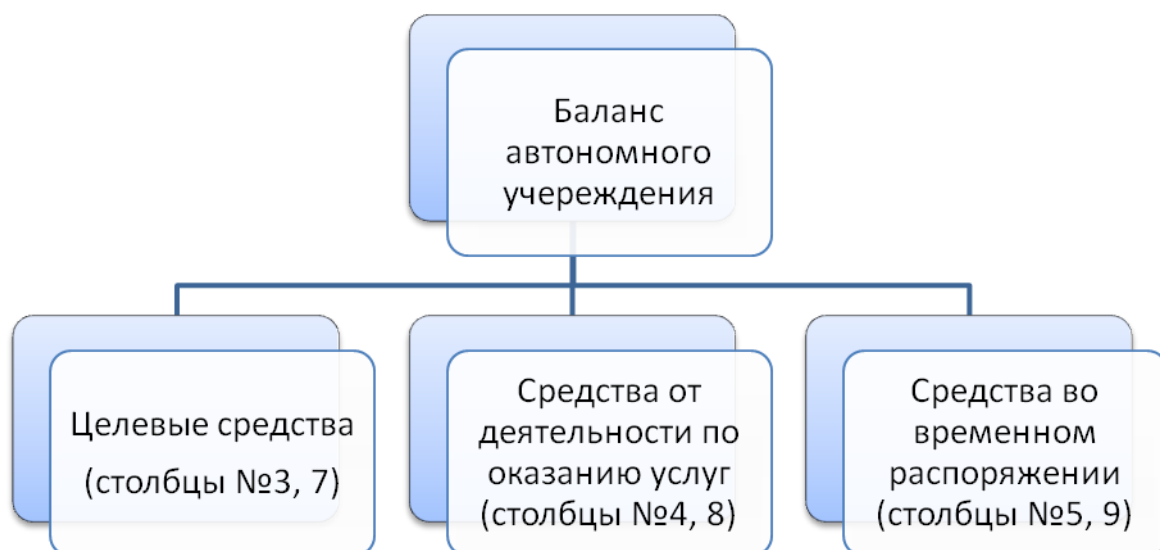 Баланс
автономного
учереждения
Целевые средства
(столбцы №3, 7)
Средства от
деятельности по
оказанию услуг
(столбцы №4, 8)
Средства во
временном
распоряжении
(столбцы №5, 9)